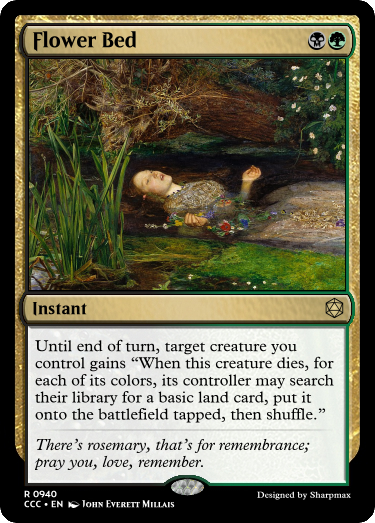 Flower Bed
Instant
Until end of turn, target creature you
control gains “When this creature dies, for
each of its colors, its controller may search
their library for a basic land card, put it
onto the battlefield tapped, then shuffle.”
There's rosemary, that's for remembrance;
pray you, love, remember.
R 0940
CCC • EN John Everett Millais
Designed by Sharpmax